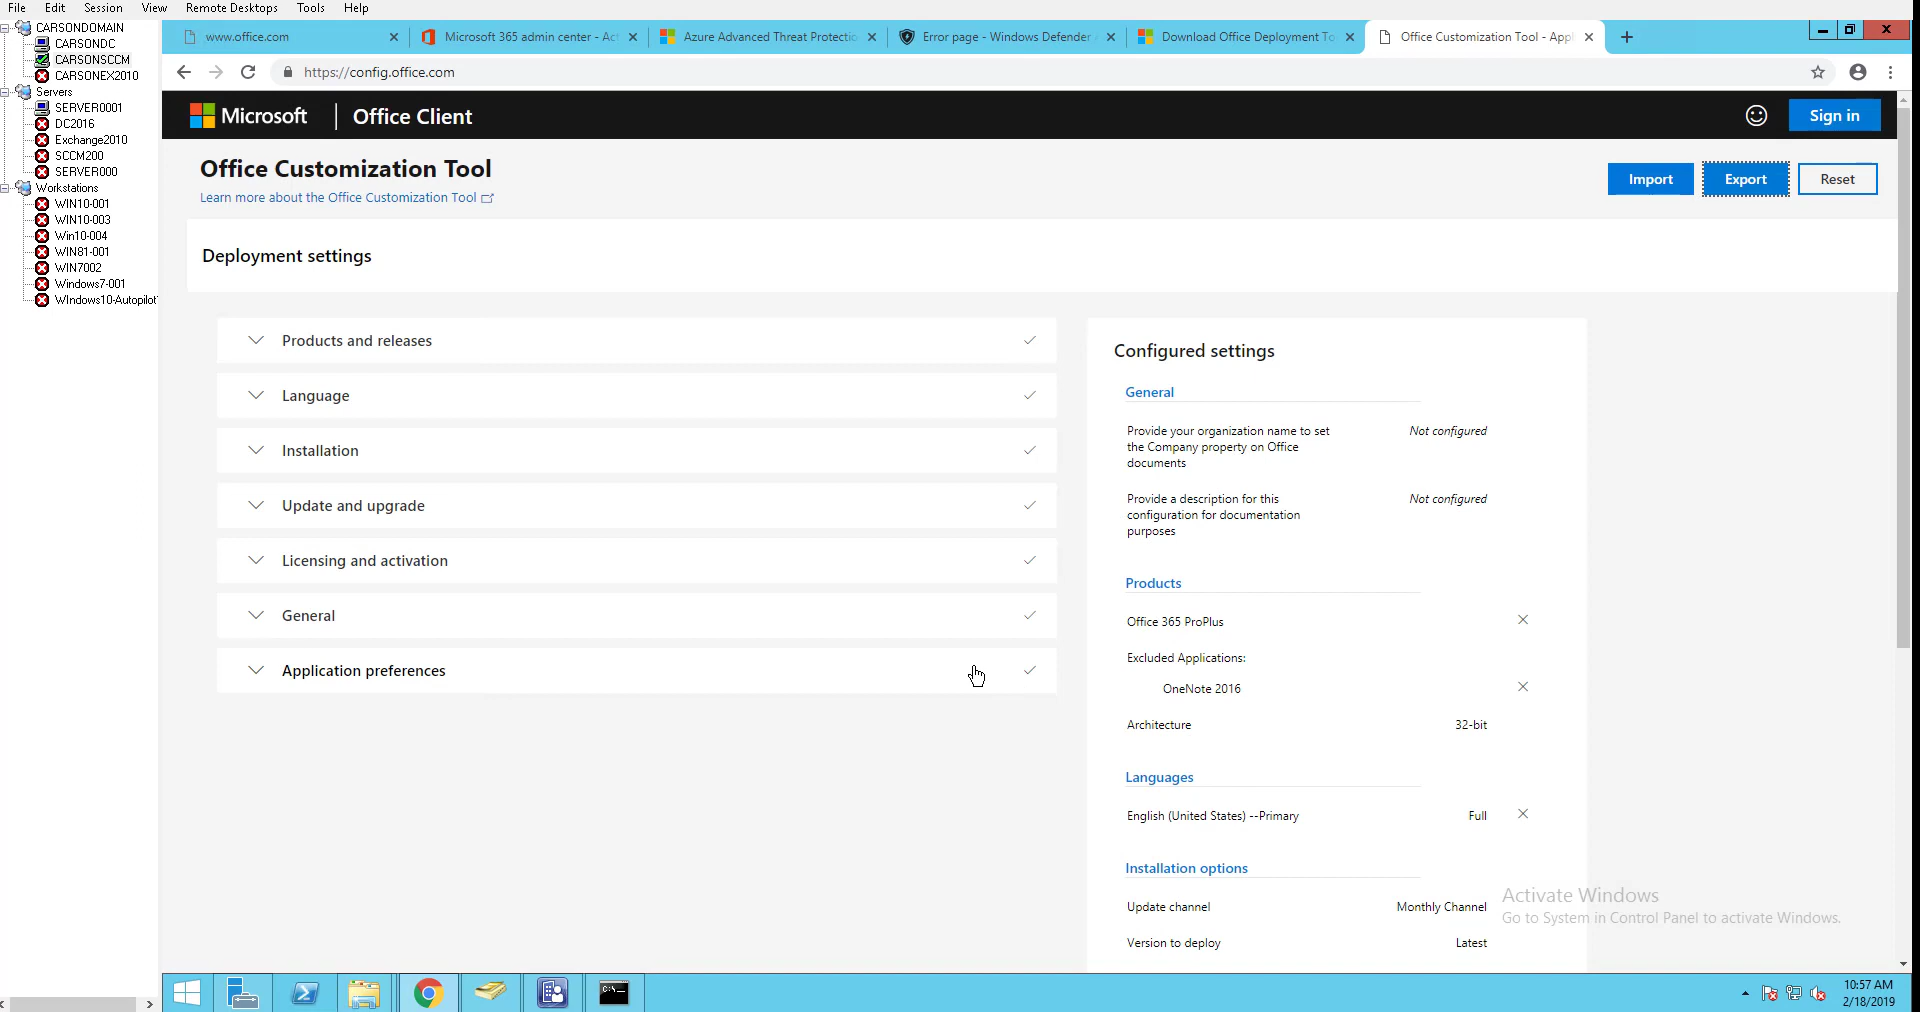 File Edit Session View Remote Desktops Tools Help
CARSONDOMAIN
CARSONDC
CARSONSCCM
CARSONEX2010
Servers
SERVER0001
DC2016
Exchange2010
SCCM200
SERVER000
Workstations
WIN10-001
WIN10-003
Win10-004
WIN81-001
WIN7002
Windows7-001
WIndows10-Autopilot
www.office.com
Microsoft 365 admin center - Act
Azure Advanced Threat Protectio
Error page - Windows Defender
Download Office Deployment To
Office Customization Tool - Appl
https://config.office.com
Microsoft | Office Client
Sign in
Office Customization Tool
Learn more about the Office Customization Tool
Import
Export
Reset
Deployment settings
Products and releases
Language
Installation
Update and upgrade
Licensing and activation
General
Application preferences
Configured settings
General
Provide your organization name to set
the Company property on Office
documents
Not configured
Provide a description for this
configuration for documentation
purposes
Not configured
Products
Office 365 ProPlus
Excluded Applications:
OneNote 2016
Architecture 32-bit
Languages
English (United States) --Primary Full
Installation options
Update channel Monthly Channel
Version to deploy Latest
Activate Windows
Go to System in Control Panel to activate Windows.
10:57 AM
2/18/2019